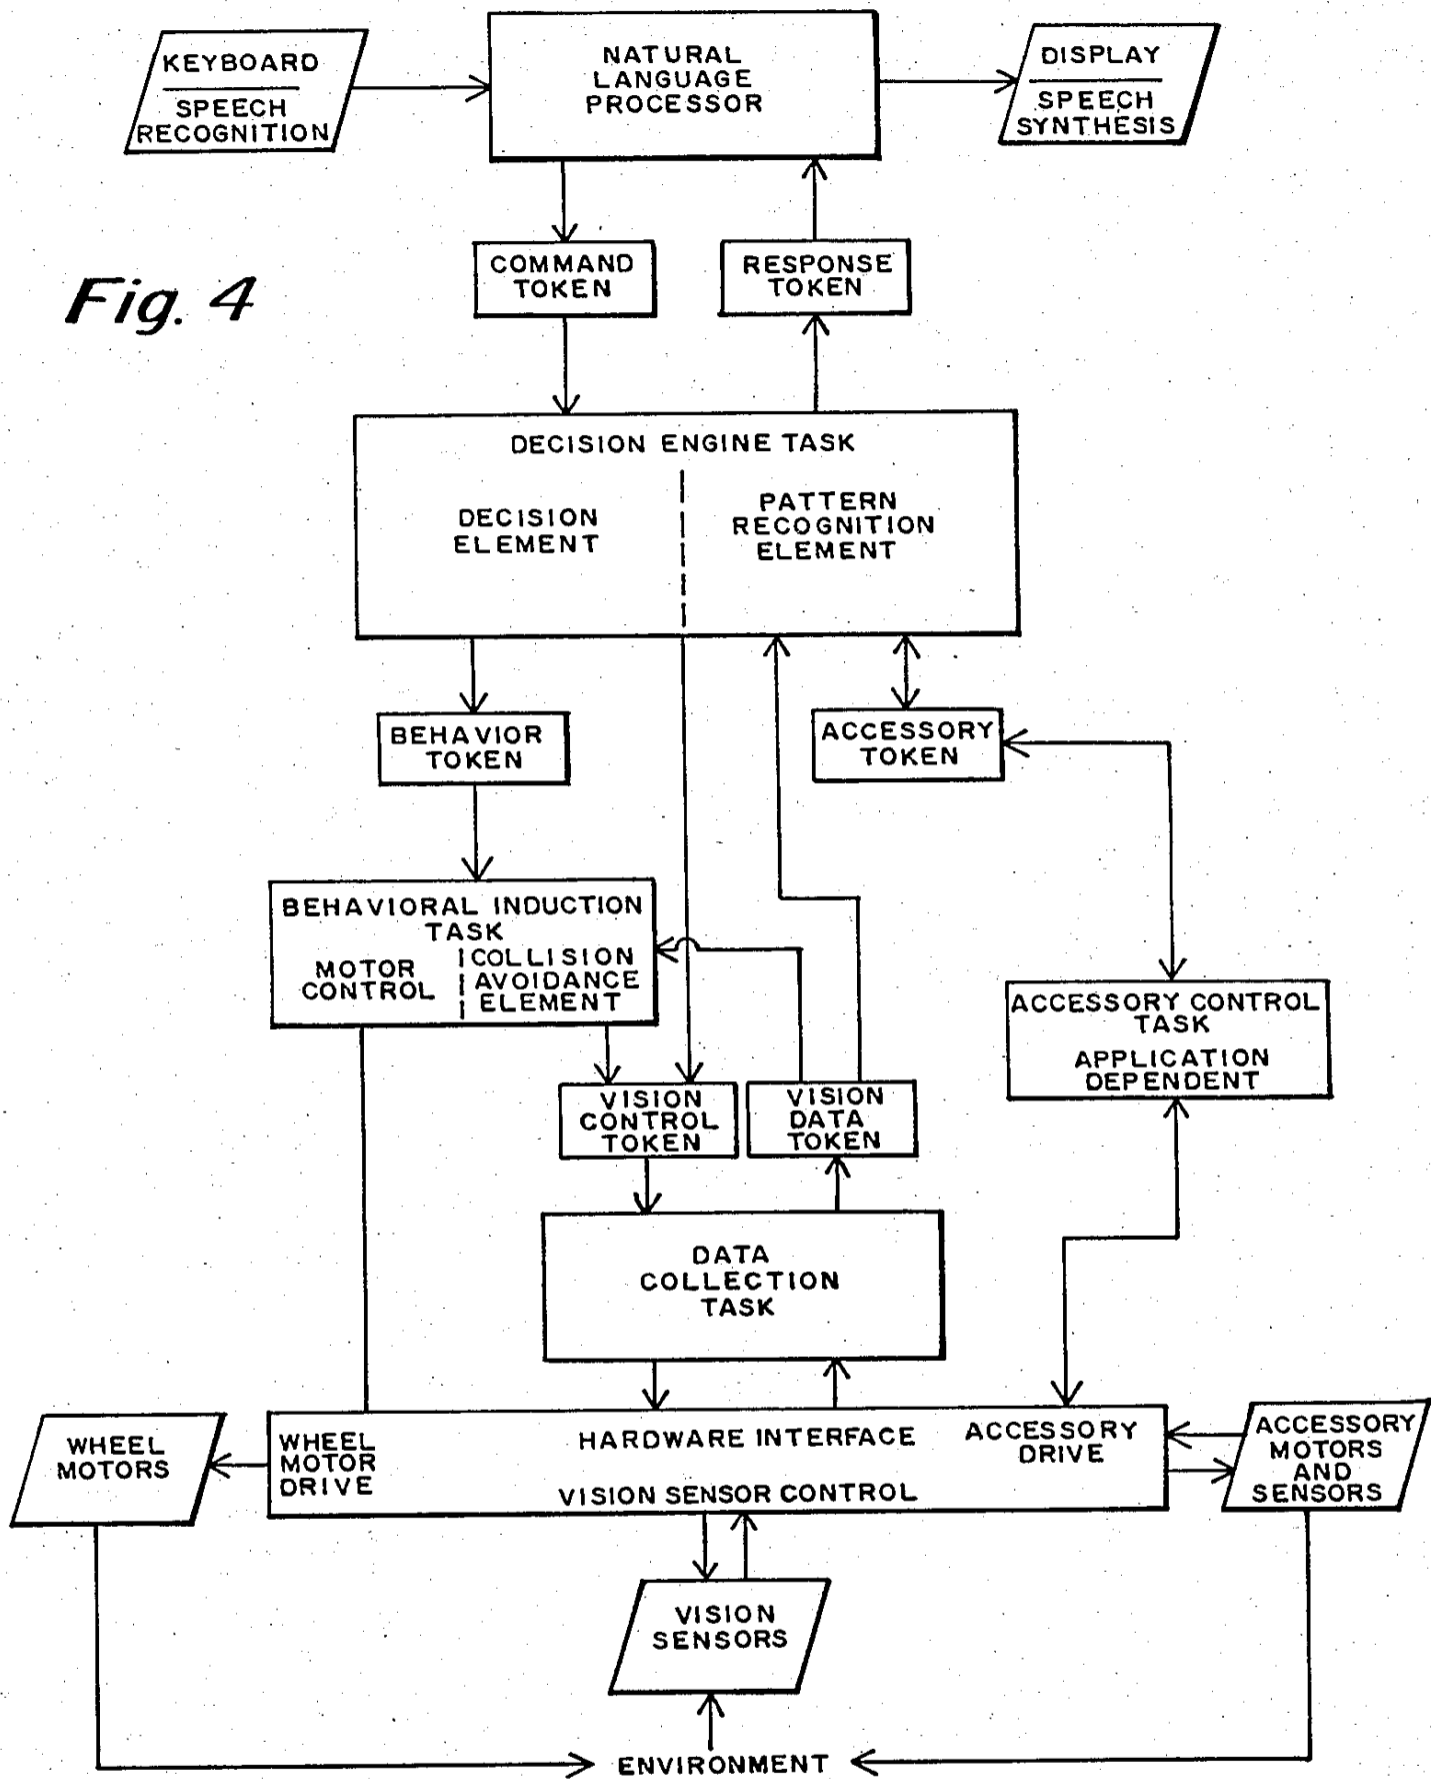 KEYBOARD
SPEECH
RECOGNITION
NATURAL
LANGUAGE
PROCESSOR
DISPLAY
SPEECH
SYNTHESIS
Fig. 4
COMMAND
TOKEN
RESPONSE
TOKEN
DECISION ENGINE TASK
DECISION
ELEMENT
PATTERN
RECOGNITION
ELEMENT
BEHAVIOR
TOKEN
ACCESSORY
TOKEN
BEHAVIORAL INDUCTION
TASK
MOTOR
CONTROL
COLLISION
AVOIDANCE
ELEMENT
ACCESSORY CONTROL
TASK
APPLICATION
DEPENDENT
VISION
CONTROL
TOKEN
VISION
DATA
TOKEN
DATA
COLLECTION
TASK
WHEEL
MOTORS
WHEEL
MOTOR
DRIVE
HARDWARE INTERFACE
VISION SENSOR CONTROL
ACCESSORY
DRIVE
ACCESSORY
MOTORS
AND
SENSORS
VISION
SENSORS
ENVIRONMENT